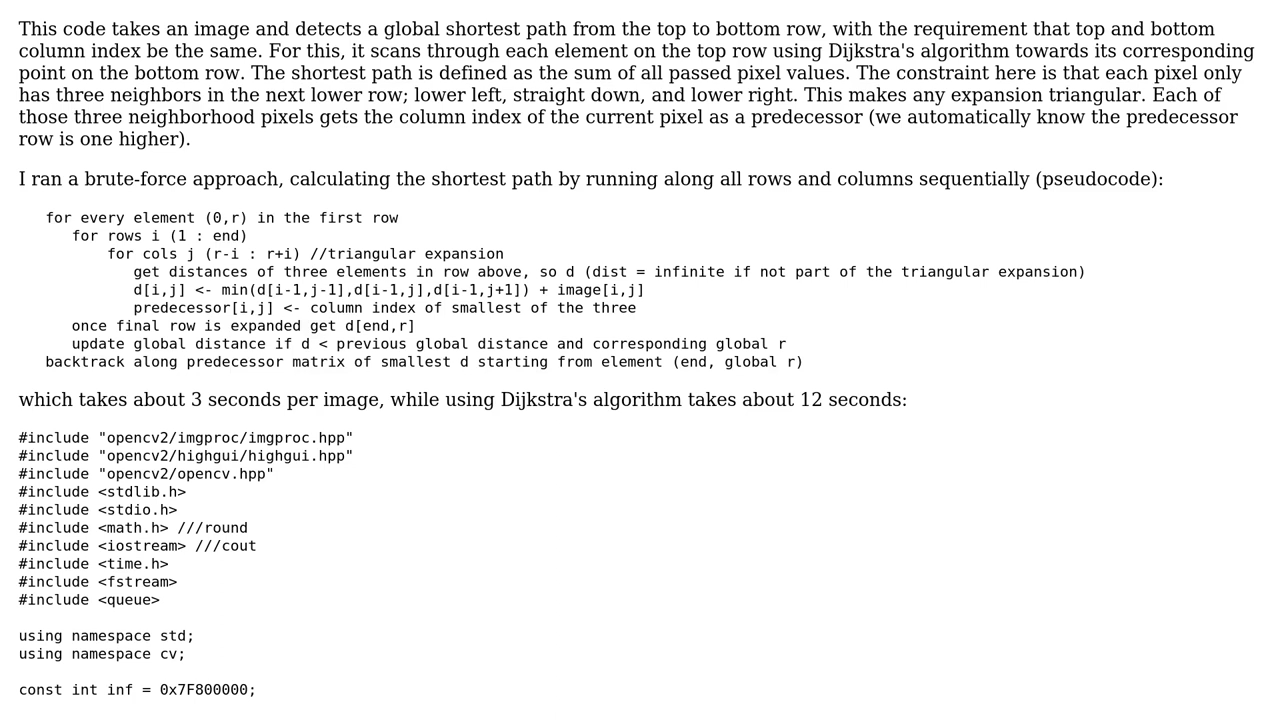 This code takes an image and detects a global shortest path from the top to bottom row, with the requirement that top and bottom
column index be the same. For this, it scans through each element on the top row using Dijkstra's algorithm towards its corresponding
point on the bottom row. The shortest path is defined as the sum of all passed pixel values. The constraint here is that each pixel only
has three neighbors in the next lower row; lower left, straight down, and lower right. This makes any expansion triangular. Each of
those three neighborhood pixels gets the column index of the current pixel as a predecessor (we automatically know the predecessor
row is one higher).
I ran a brute-force approach, calculating the shortest path by running along all rows and columns sequentially (pseudocode):
for every element (0,r) in the first row
for rows i (1 : end)
for cols j (r-i : r+i) //triangular expansion
get distances of three elements in row above, so d (dist = infinite if not part of the triangular expansion)
d[i,j] <- min(d[i-1,j-1],d[i-1,j],d[i-1,j+1]) + image[i,j]
predecessor[i,j] <- column index of smallest of the three
once final row is expanded get d[end,r]
update global distance if d < previous global distance and corresponding global r
backtrack along predecessor matrix of smallest d starting from element (end, global r)
which takes about 3 seconds per image, while using Dijkstra's algorithm takes about 12 seconds:
#include "opencv2/imgproc/imgproc.hpp"
#include "opencv2/highgui/highgui.hpp"
#include "opencv2/opencv.hpp"
#include <stdlib.h>
#include <stdio.h>
#include <math.h> ///round
#include <iostream> ///cout
#include <time.h>
#include <fstream>
#include <queue>
using namespace std;
using namespace cv;
const int inf = 0x7F800000;